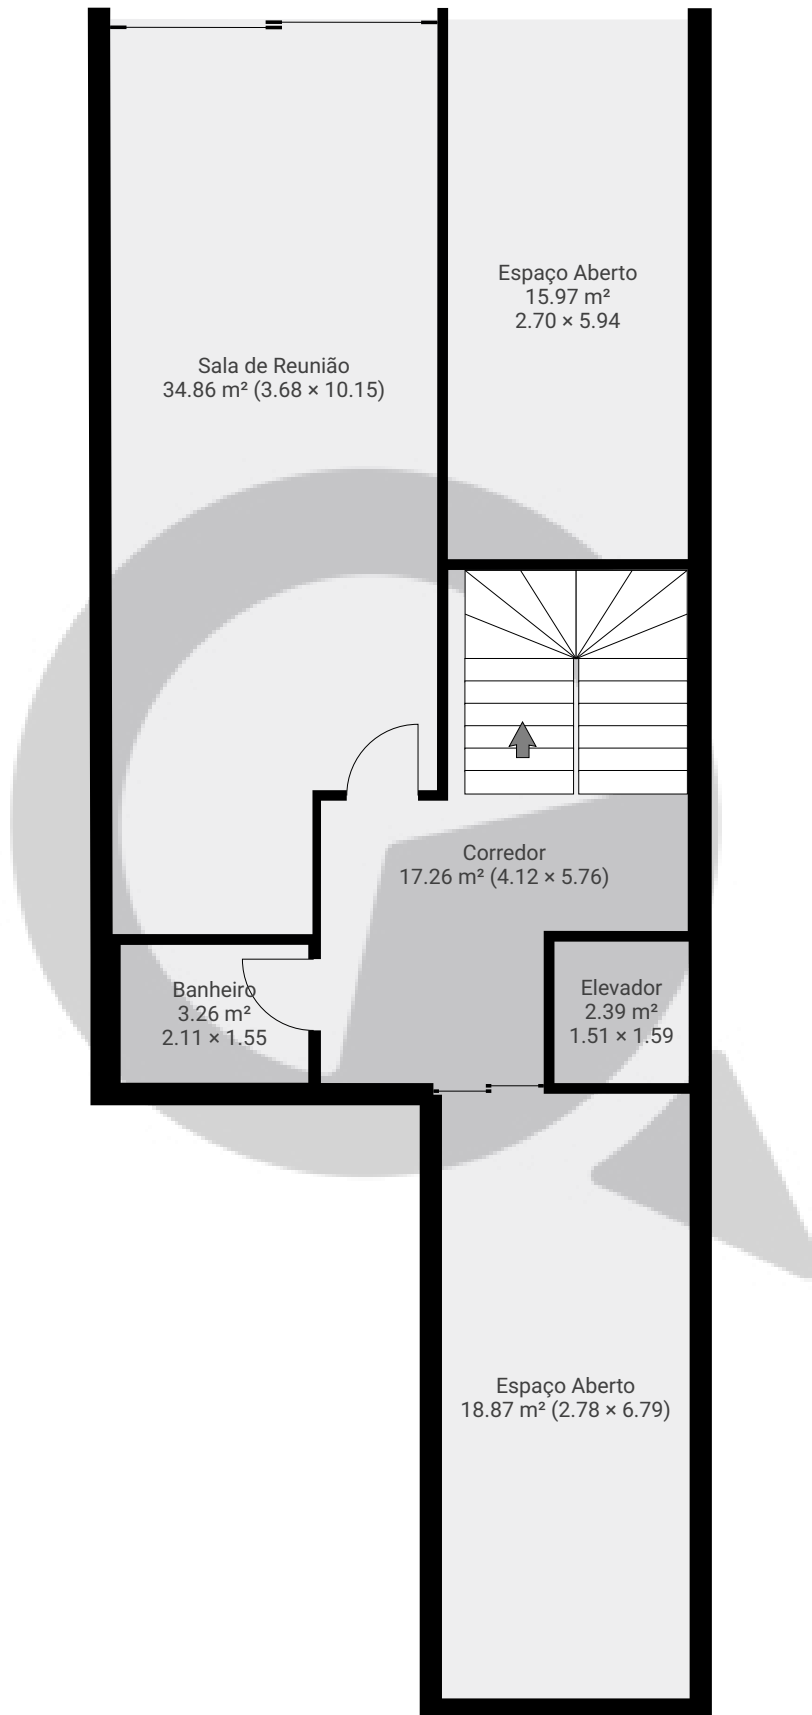 Espaço Aberto
15.97 m²
2.70 × 5.94
Sala de Reunião
34.86 m² (3.68 × 10.15)
Corredor
17.26 m² (4.12 × 5.76)
Banheiro
3.26 m²
2.11 × 1.55
Elevador
2.39 m²
1.51 × 1.59
Espaço Aberto
18.87 m² (2.78 × 6.79)